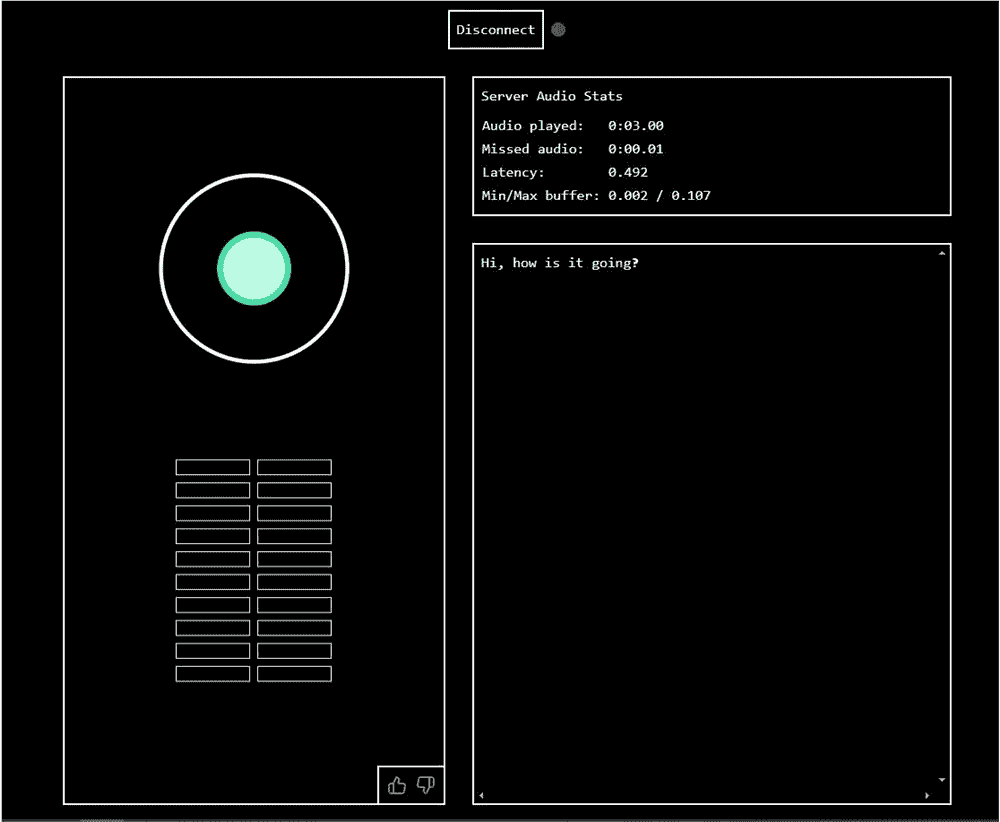 Disconnect
Server Audio Stats
Audio played: 0:03.00
Missed audio: 0:00.01
Latency: 0.492
Min/Max buffer: 0.002 / 0.107
Hi, how is it going?